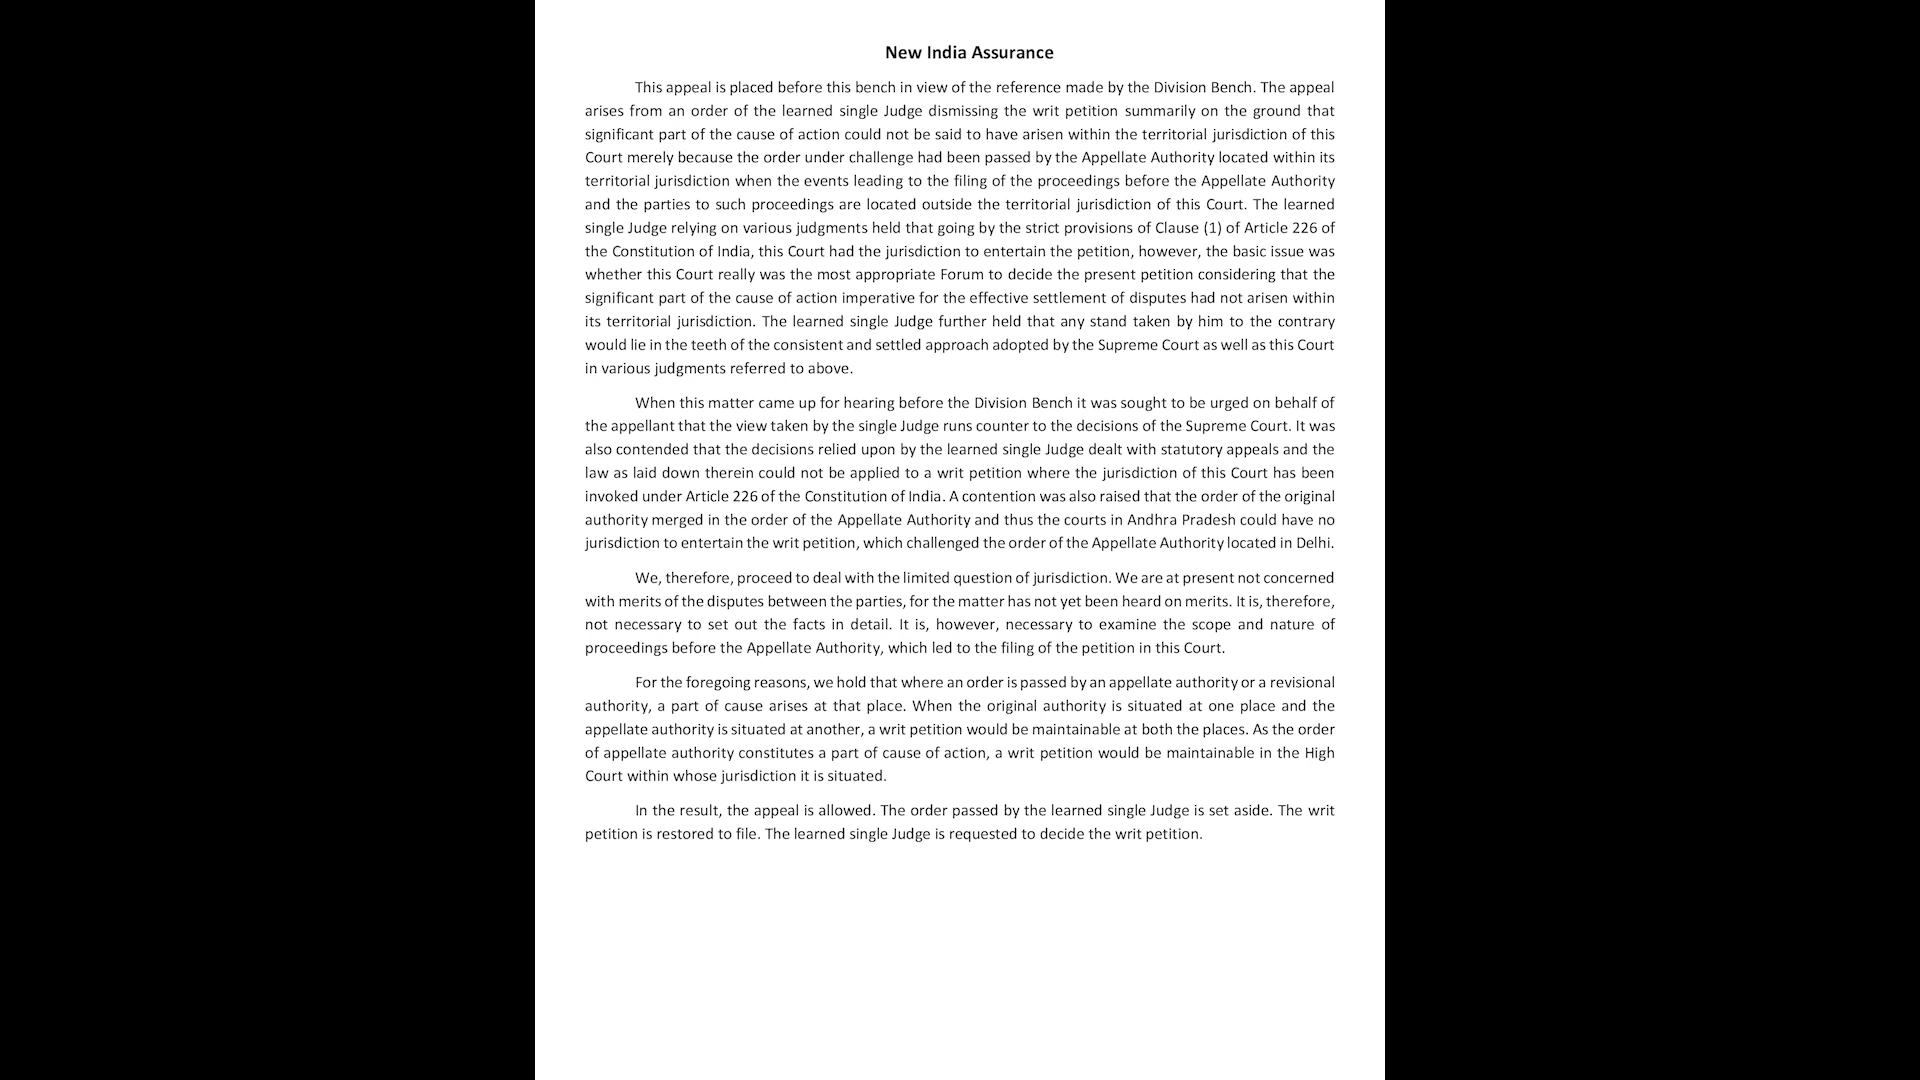 New India Assurance
This appeal is placed before this bench in view of the reference made by the Division Bench. The appeal
arises from an order of the learned single Judge dismissing the writ petition summarily on the ground that
significant part of the cause of action could not be said to have arisen within the territorial jurisdiction of this
Court merely because the order under challenge had been passed by the Appellate Authority located within its
territorial jurisdiction when the events leading to the filing of the proceedings before the Appellate Authority
and the parties to such proceedings are located outside the territorial jurisdiction of this Court. The learned
single Judge relying on various judgments held that going by the strict provisions of Clause (1) of Article 226 of
the Constitution of India, this Court had the jurisdiction to entertain the petition, however, the basic issue was
whether this Court really was the most appropriate Forum to decide the present petition considering that the
significant part of the cause of action imperative for the effective settlement of disputes had not arisen within
its territorial jurisdiction. The learned single Judge further held that any stand taken by him to the contrary
would lie in the teeth of the consistent and settled approach adopted by the Supreme Court as well as this Court
in various judgments referred to above.
When this matter came up for hearing before the Division Bench it was sought to be urged on behalf of
the appellant that the view taken by the single Judge runs counter to the decisions of the Supreme Court. It was
also contended that the decisions relied upon by the learned single Judge dealt with statutory appeals and the
law as laid down therein could not be applied to a writ petition where the jurisdiction of this Court has been
invoked under Article 226 of the Constitution of India. A contention was also raised that the order of the original
authority merged in the order of the Appellate Authority and thus the courts in Andhra Pradesh could have no
jurisdiction to entertain the writ petition, which challenged the order of the Appellate Authority located in Delhi.
We, therefore, proceed to deal with the limited question of jurisdiction. We are at present not concerned
with merits of the disputes between the parties, for the matter has not yet been heard on merits. It is, therefore,
not necessary to set out the facts in detail. It is, however, necessary to examine the scope and nature of
proceedings before the Appellate Authority, which led to the filing of the petition in this Court.
For the foregoing reasons, we hold that where an order is passed by an appellate authority or a revisional
authority, a part of cause arises at that place. When the original authority is situated at one place and the
appellate authority is situated at another, a writ petition would be maintainable at both the places. As the order
of appellate authority constitutes a part of cause of action, a writ petition would be maintainable in the High
Court within whose jurisdiction it is situated.
In the result, the appeal is allowed. The order passed by the learned single Judge is set aside. The writ
petition is restored to file. The learned single Judge is requested to decide the writ petition.